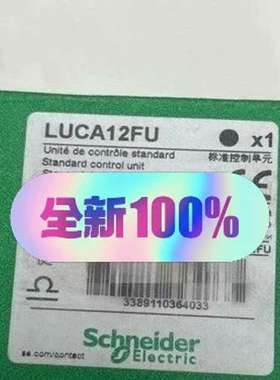 LUCA12FU ● x1
Unité de contrôle standard 标准控制单元
Standard control unit
全新100%
3389110364033
Schneider
Electric
se.com/contact